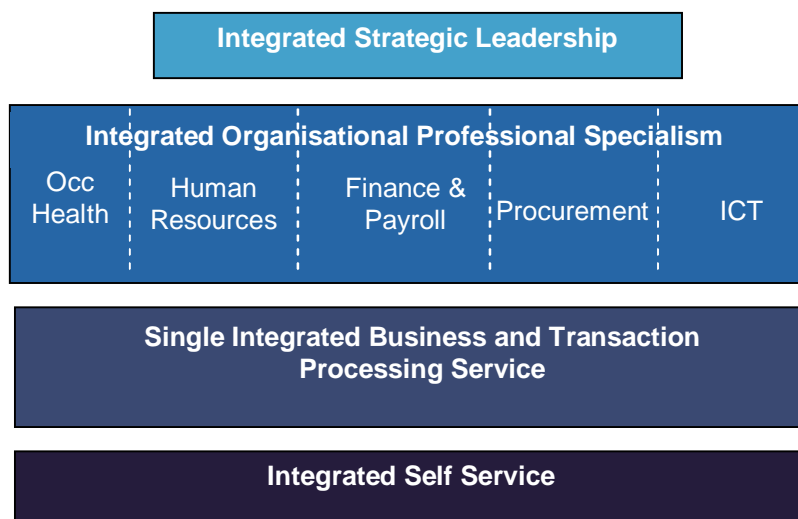 Integrated Strategic Leadership
Integrated Organisational Professional Specialism
Occ
Health
Human
Resources
Finance &
Payroll
Procurement
ICT
Single Integrated Business and Transaction
Processing Service
Integrated Self Service